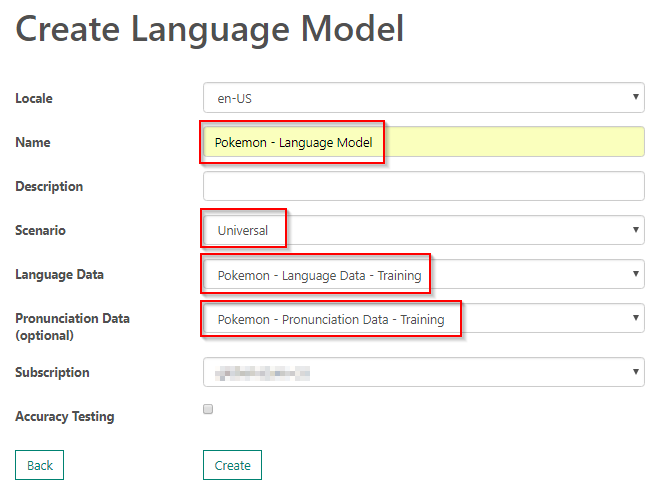 Create Language Model
Locale
en-US
Name
Pokemon - Language Model
Description
Scenario
Universal
Language Data
Pokemon - Language Data - Training
Pronunciation Data
(optional)
Pokemon - Pronunciation Data - Training
Subscription
Accuracy Testing
Back
Create